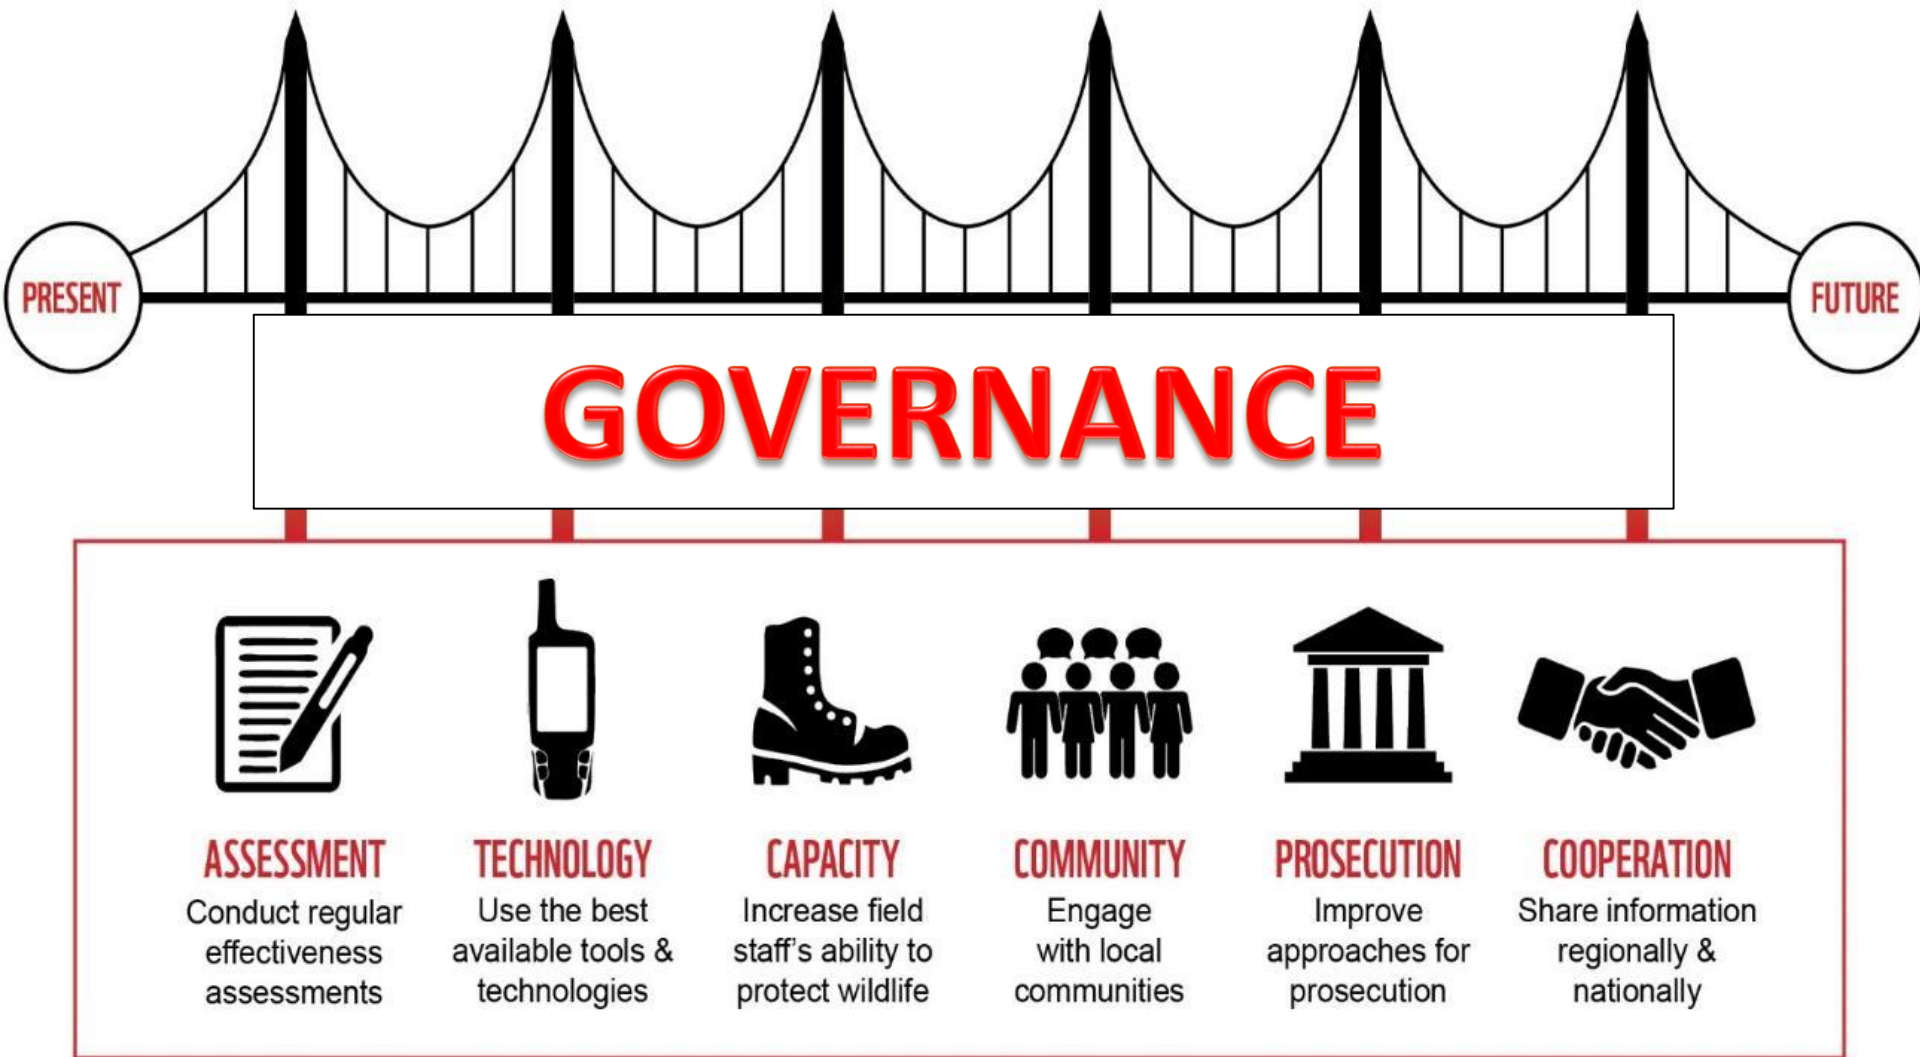 PRESENT
FUTURE
GOVERNANCE
ASSESSMENT
Conduct regular
effectiveness
assessments
TECHNOLOGY
Use the best
available tools &
technologies
CAPACITY
Increase field
staff's ability to
protect wildlife
COMMUNITY
Engage
with local
communities
PROSECUTION
Improve
approaches for
prosecution
COOPERATION
Share information
regionally &
nationally